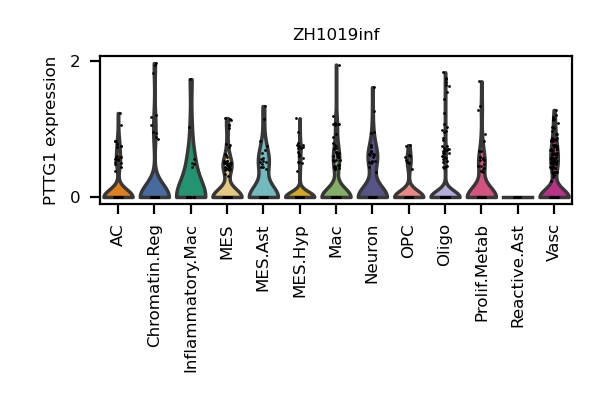 ZH1019inf
PTTG1 expression
2
0
AC
Chromatin.Reg
Inflammatory.Mac
MES
MES.Ast
MES.Hyp
Mac
Neuron
OPC
Oligo
Prolif.Metab
Reactive.Ast
Vasc